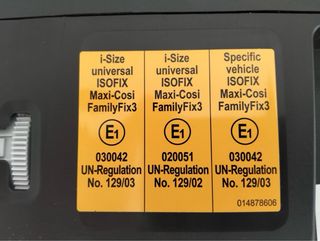 i-Size
universal
ISOFIX
Maxi-Cosi
FamilyFix3
E1
030042
UN-Regulation
No. 129/03
i-Size
universal
ISOFIX
Maxi-Cosi
FamilyFix3
E1
020051
UN-Regulation
No. 129/02
Specific
vehicle
ISOFIX
Maxi-Cosi
FamilyFix3
E1
030042
UN-Regulation
No. 129/03
014878606